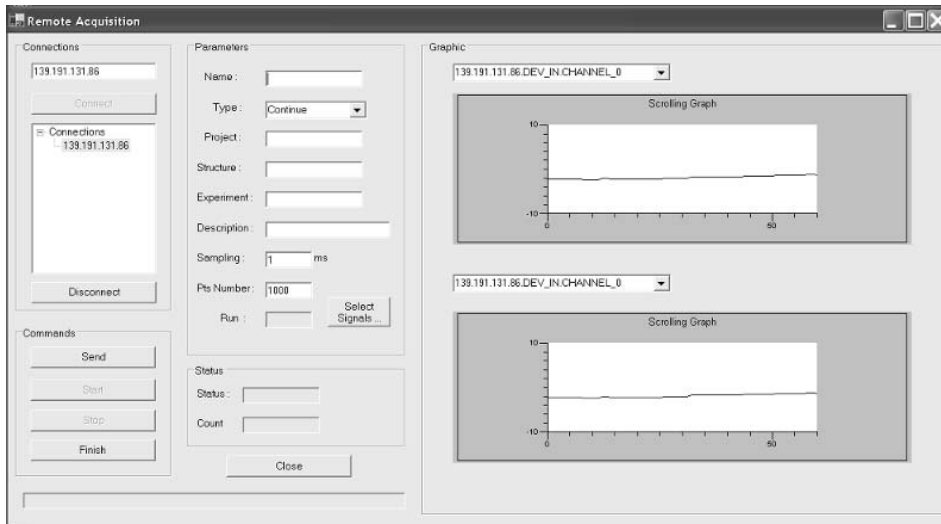 Remote Acquisition
Connections
139.191.131.86
Connect
Connections
139.191.131.86
Disconnect
Commands
Send
Start
Stop
Finish
Parameters
Name :
Type : Continue
Project :
Structure :
Experiment :
Description :
Sampling : 1 ms
Pts Number : 1000
Run :
Select Signals ...
Status
Status :
Count
Close
Graphic
139.191.131.86.DEV_IN.CHANNEL_0
Scrolling Graph
10
-10
0 50
139.191.131.86.DEV_IN.CHANNEL_0
Scrolling Graph
10
-10
0 50